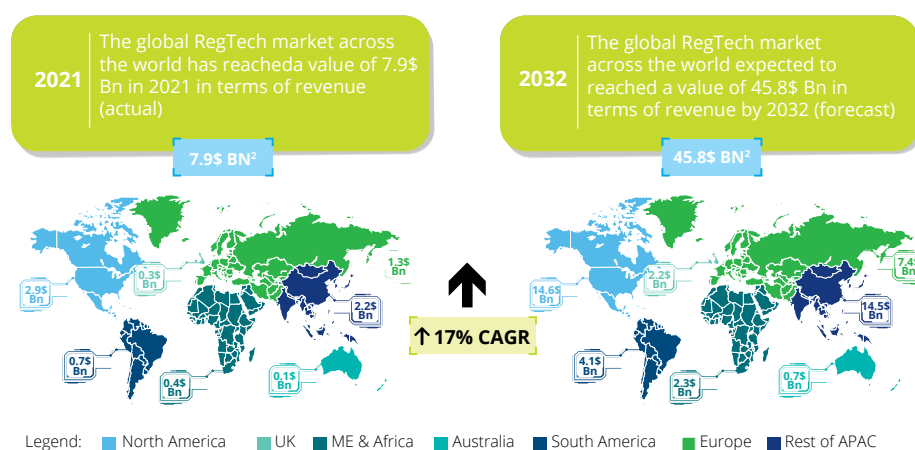 2021
The global RegTech market across
the world has reacheda value of 7.9$
Bn in 2021 in terms of revenue
(actual)
7.9$ BN²
2032
The global RegTech market
across the world expected to
reached a value of 45.8$ Bn in
terms of revenue by 2032 (forecast)
45.8$ BN²
2.9$
Bn
0.3$
Bn
1.3$
Bn
2.2$
Bn
0.7$
Bn
0.4$
Bn
0.1$
Bn
↑ 17% CAGR
14.6$
Bn
2.2$
Bn
7.4$
Bn
14.5$
Bn
4.1$
Bn
2.3$
Bn
0.7$
Bn
Legend: North America UK ME & Africa Australia South America Europe Rest of APAC